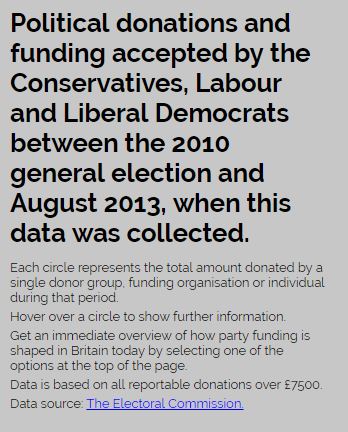 Political donations and
funding accepted by the
Conservatives, Labour
and Liberal Democrats
between the 2010
general election and
August 2013, when this
data was collected.
Each circle represents the total amount donated by a
single donor group, funding organisation or individual
during that period.
Hover over a circle to show further information.
Get an immediate overview of how party funding is
shaped in Britain today by selecting one of the
options at the top of the page.
Data is based on all reportable donations over £7500.
Data source: The Electoral Commission.